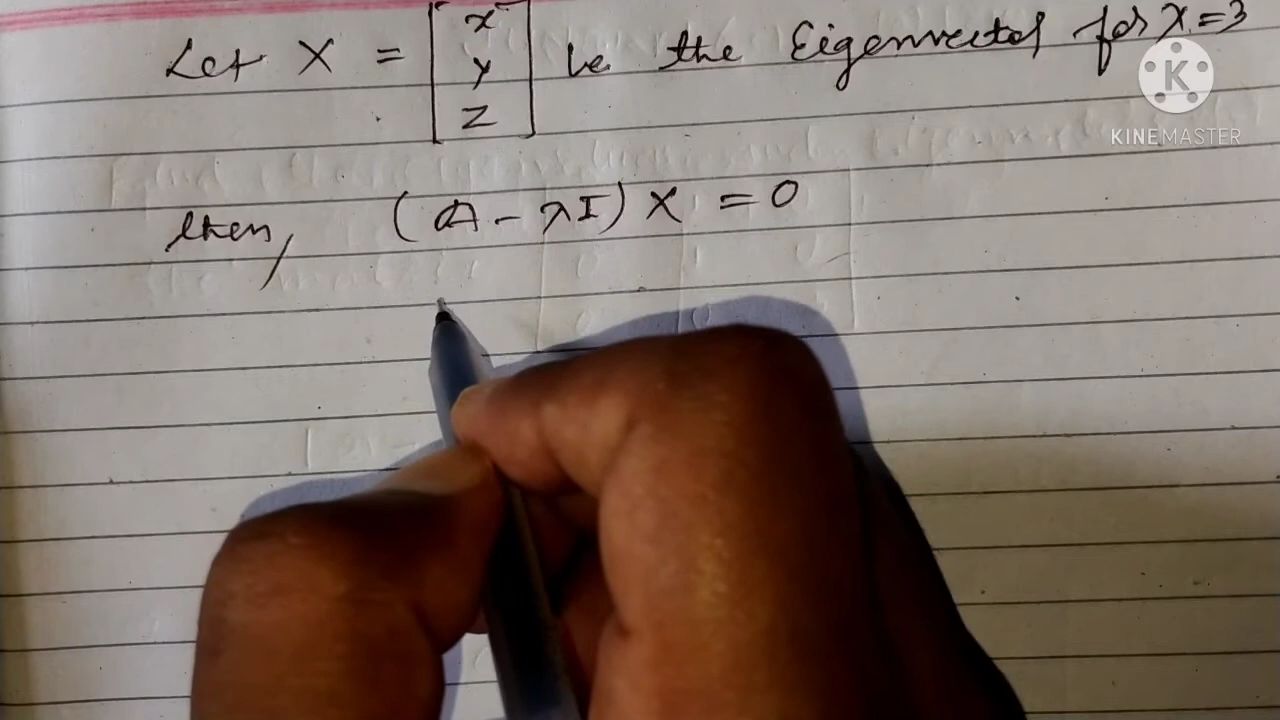 Let X = [x y z] be the Eigenvector for λ=3
K
KINEMASTER
then, (A - λI) X = 0